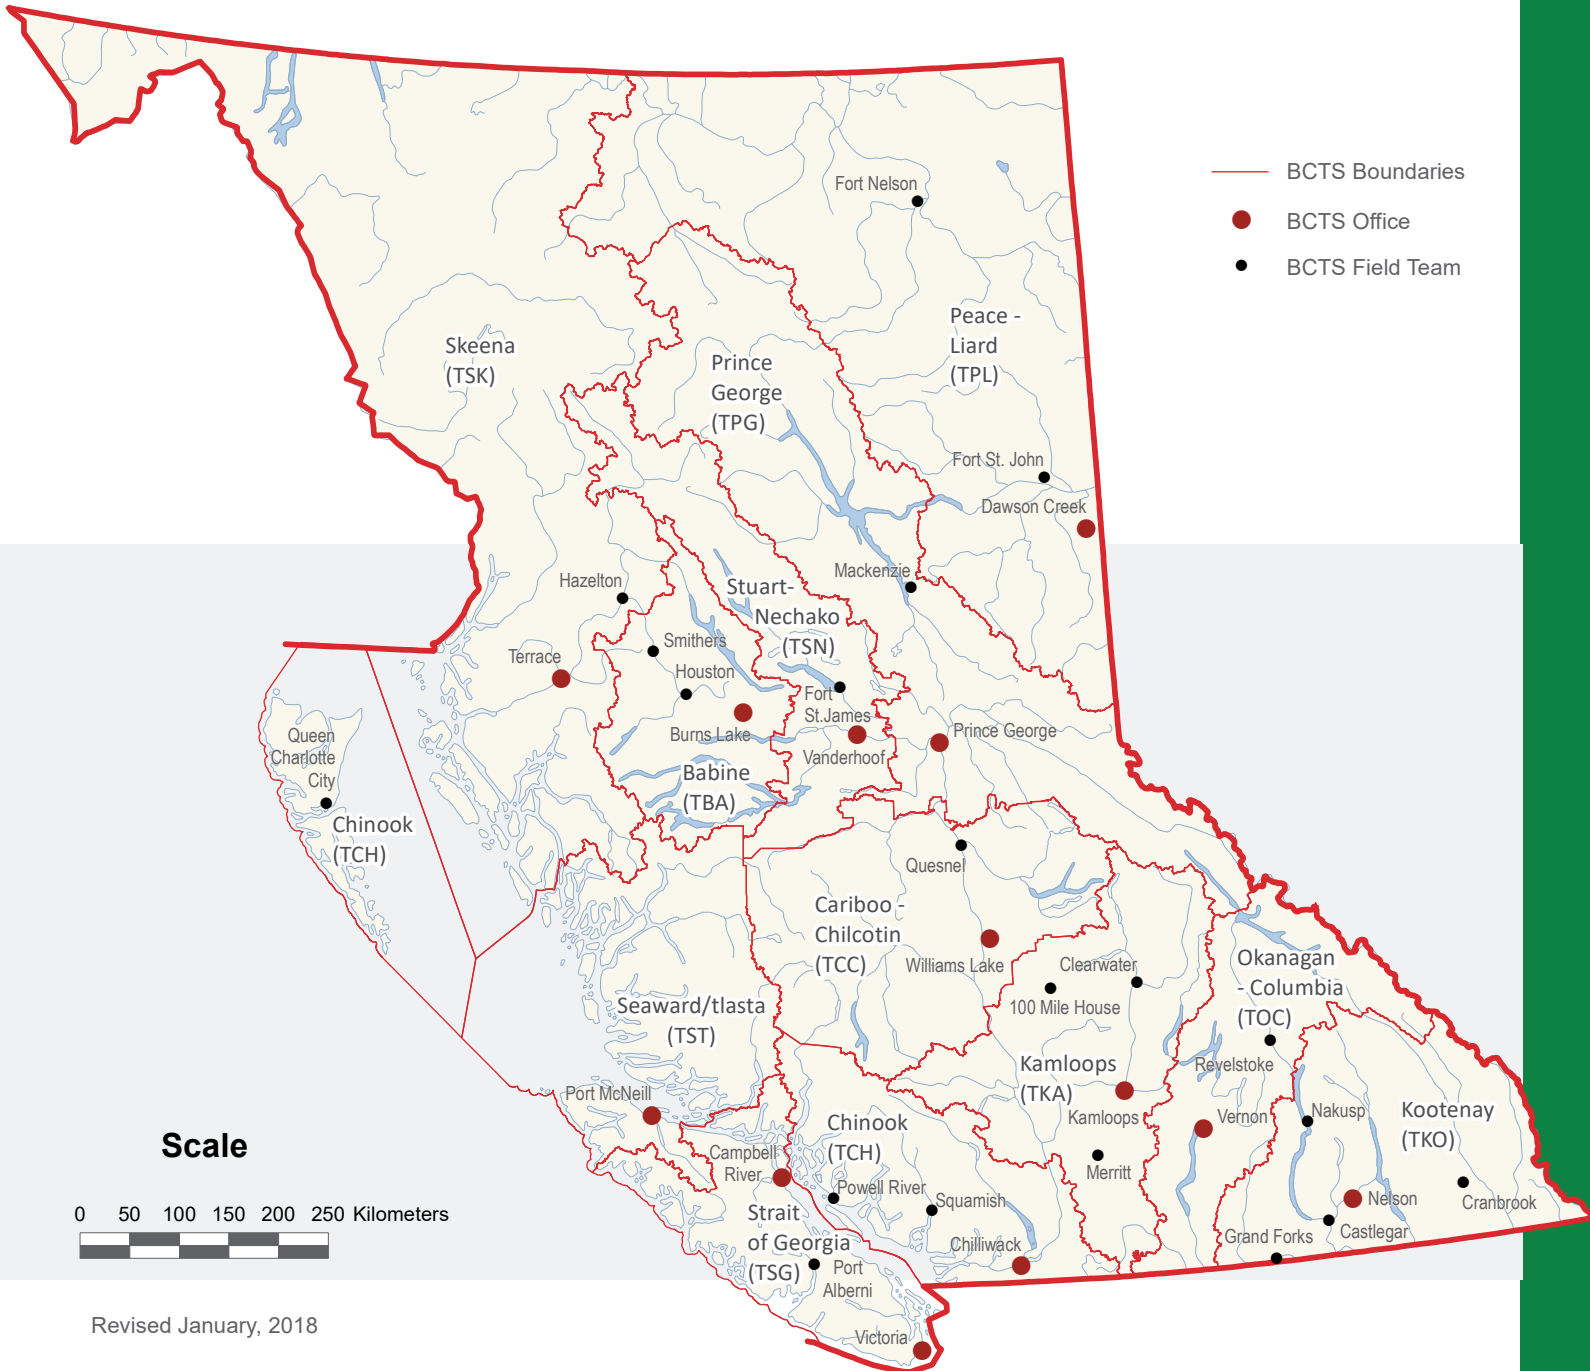 BCTS Boundaries
BCTS Office
BCTS Field Team
Fort Nelson
Peace -
Liard
(TPL)
Skeena
(TSK)
Prince
George
(TPG)
Fort St. John
Dawson Creek
Mackenzie
Hazelton
Stuart-
Nechako
(TSN)
Smithers
Terrace
Houston
Fort
St.James
Burns Lake
Vanderhoof
Prince George
Babine
(TBA)
Queen
Charlotte
City
Chinook
(TCH)
Quesnel
Cariboo -
Chilcotin
(TCC)
Williams Lake
Clearwater
100 Mile House
Okanagan
- Columbia
(TOC)
Revelstoke
Seaward/tlasta
(TST)
Port McNeill
Kamloops
(TKA)
Kamloops
Vernon
Nakusp
Kootenay
(TKO)
Chinook
(TCH)
Merritt
Campbell
River
Powell River
Squamish
Nelson
Cranbrook
Castlegar
Grand Forks
Chilliwack
Strait
of Georgia
(TSG)
Port
Alberni
Victoria
Scale
0 50 100 150 200 250 Kilometers
Revised January, 2018